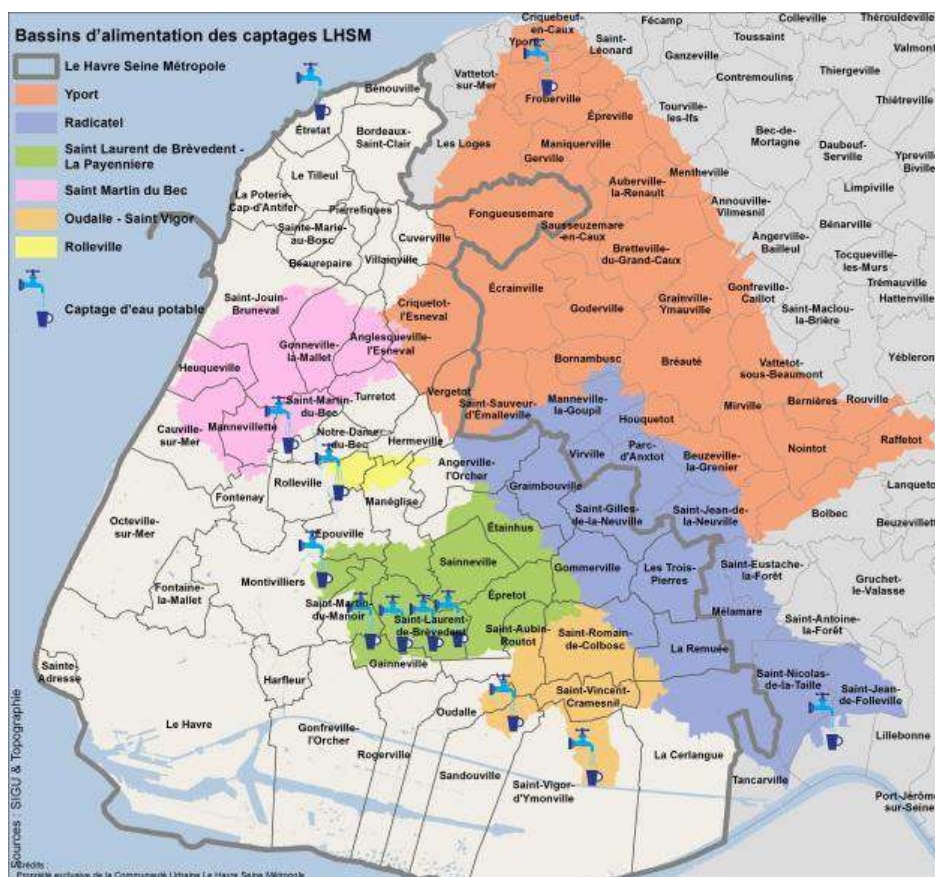 Bassins d'alimentation des captages LHSM
Le Havre Seine Métropole
Yport
Radicatel
Saint Laurent de Brèvedent -
La Payenniere
Saint Martin du Bec
Oudalle - Saint Vigor
Rolleville
Captage d'eau potable
Criquebeuf-
en-Caux
Yport
Fécamp
Colleville
Thérouldeville
Saint-
Léonard
Toussaint
Ganzeville
Valmont
Vattetot-
sur-Mer
Contremoulins
Thiergeville
Bénouville
Froberville
Thiétreville
Étretat
Bordeaux-
Saint-Clair
Les Loges
Épreville
Tourville-
les-Ifs
Maniquerville
Bec-de-
Mortagne
Daubeuf-
Serville
Ypreville
Biville
Gerville
Le Tilleul
Mentheville
Auberville-
la-Renault
Limpiville
La Poterie-
Cap-d'Antifer
Pierrefiques
Annouville-
Vilmesnil
Bénarville
Fongueusemare
Sausseuzemare
-en-Caux
Sainte-Marie-
au-Bosc
Cuverville
Angerville-
Bailleul
Bretteville-
du-Grand-Caux
Tocqueville-
les-Murs
Beaurepaire
Villainville
Trémauville
Écrainville
Gonfreville-
Caillot
Hattenville
Saint-Jouin-
Bruneval
Criquetot-
l'Esneval
Goderville
Grainville-
Ymauville
Saint-Maclou-
la-Brière
Gonneville-
la-Mallet
Anglesqueville-
l'Esneval
Yébleron
Heuqueville
Bornambusc
Bréauté
Vattetot-
sous-Beaumont
Vergetot
Saint-Sauveur-
d'Émalleville
Manneville-
la-Goupil
Saint-Martin-
du-Bec
Turretot
Bernières
Rouville
Mirville
Houquetot
Cauville-
sur-Mer
Mannevillette
Notre-Dame-
du-Bec
Hermeville
Raffetot
Parc-
d'Anxtot
Nointot
Virville
Beuzeville-
la-Grenier
Angerville-
l'Orcher
Rolleville
Graimbouville
Lanquetot
Fontenay
Manéglise
Saint-Gilles-
de-la-Neuville
Saint-Jean-de-
la-Neuville
Bolbec
Beuzevillett
Octeville-
sur-Mer
Étainhus
Épouville
Sainneville
Gommerville
Saint-Eustache-
la-Forêt
Les Trois-
Pierres
Montivilliers
Gruchet-
le-Valasse
Fontaine-
la-Mallet
Épretot
Saint-Martin-
du-Manoir
Mélamare
Saint-Antoine-
la-Forêt
Saint-Laurent-
de-Brèvedent
Saint-Aubin-
Routot
Saint-Romain-
de-Colbosc
La Remuée
Gainneville
Sainte-
Adresse
Harfleur
Saint-Nicolas-
de-la-Taille
Saint-Jean-
de-Folleville
Saint-Vincent-
Cramesnil
Oudalle
Le Havre
Gonfreville-
l'Orcher
Lillebonne
Rogerville
La Cerlangue
Sandouville
Saint-Vigor-
d'Ymonville
Tancarville
Port-Jérôme
sur-Seine
Sources : SIGU & Topographie
Crédits :
Propriété exclusive de la Communauté Urbaine Le Havre Seine Métropole